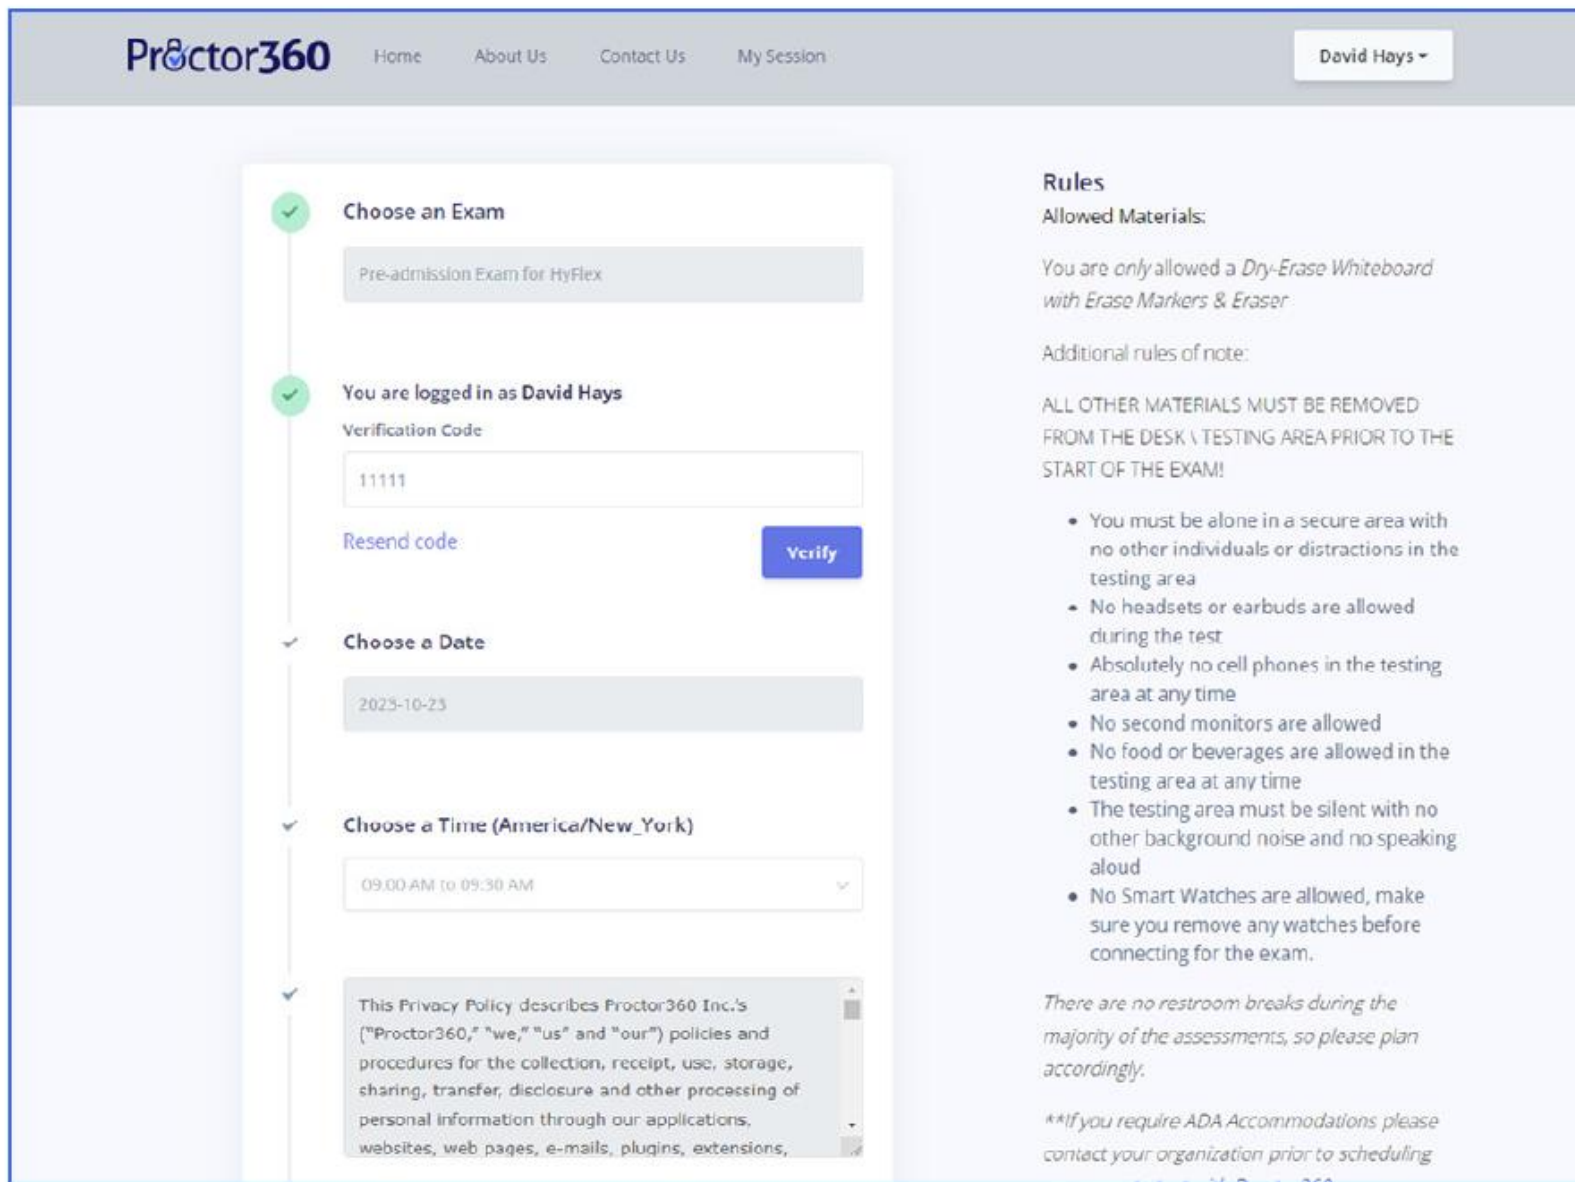 Proctor360
Home
About Us
Contact Us
My Session
David Hays
Choose an Exam
Pre-admission Exam for HyFlex
You are logged in as David Hays
Verification Code
11111
Resend code
Verify
Choose a Date
2023-10-23
Choose a Time (America/New_York)
09:00 AM to 09:30 AM
This Privacy Policy describes Proctor360 Inc.'s
("Proctor360," "we," "us" and "our") policies and
procedures for the collection, receipt, use, storage,
sharing, transfer, disclosure and other processing of
personal information through our applications,
websites, web pages, e-mails, plugins, extensions,
Rules
Allowed Materials:
You are only allowed a Dry-Erase Whiteboard
with Erase Markers & Eraser
Additional rules of note:
ALL OTHER MATERIALS MUST BE REMOVED
FROM THE DESK \ TESTING AREA PRIOR TO THE
START OF THE EXAM!
• You must be alone in a secure area with
no other individuals or distractions in the
testing area
• No headsets or earbuds are allowed
during the test
• Absolutely no cell phones in the testing
area at any time
• No second monitors are allowed
• No food or beverages are allowed in the
testing area at any time
• The testing area must be silent with no
other background noise and no speaking
aloud
• No Smart Watches are allowed, make
sure you remove any watches before
connecting for the exam.
There are no restroom breaks during the
majority of the assessments, so please plan
accordingly.
**If you require ADA Accommodations please
contact your organization prior to scheduling